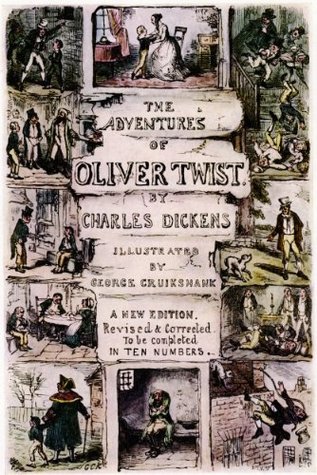 THE
ADVENTURES
OF
OLIVER TWIST.
BY
CHARLES DICKENS
ILLUSTRATED
BY
GEORGE CRUIKSHANK
A NEW EDITION.
Revised & Corrected.
To be completed
IN TEN NUMBERS.